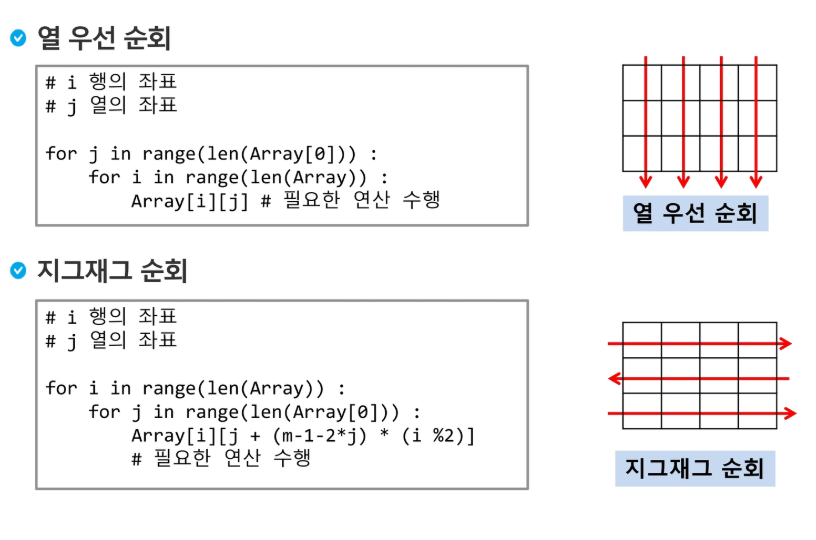 열 우선 순회
# i 행의 좌표
# j 열의 좌표
for j in range(len(Array[0])) :
    for i in range(len(Array)) :
        Array[i][j] # 필요한 연산 수행
열 우선 순회
지그재그 순회
# i 행의 좌표
# j 열의 좌표
for i in range(len(Array)) :
    for j in range(len(Array[0])) :
        Array[i][j + (m-1-2*j) * (i %2)]
        # 필요한 연산 수행
지그재그 순회